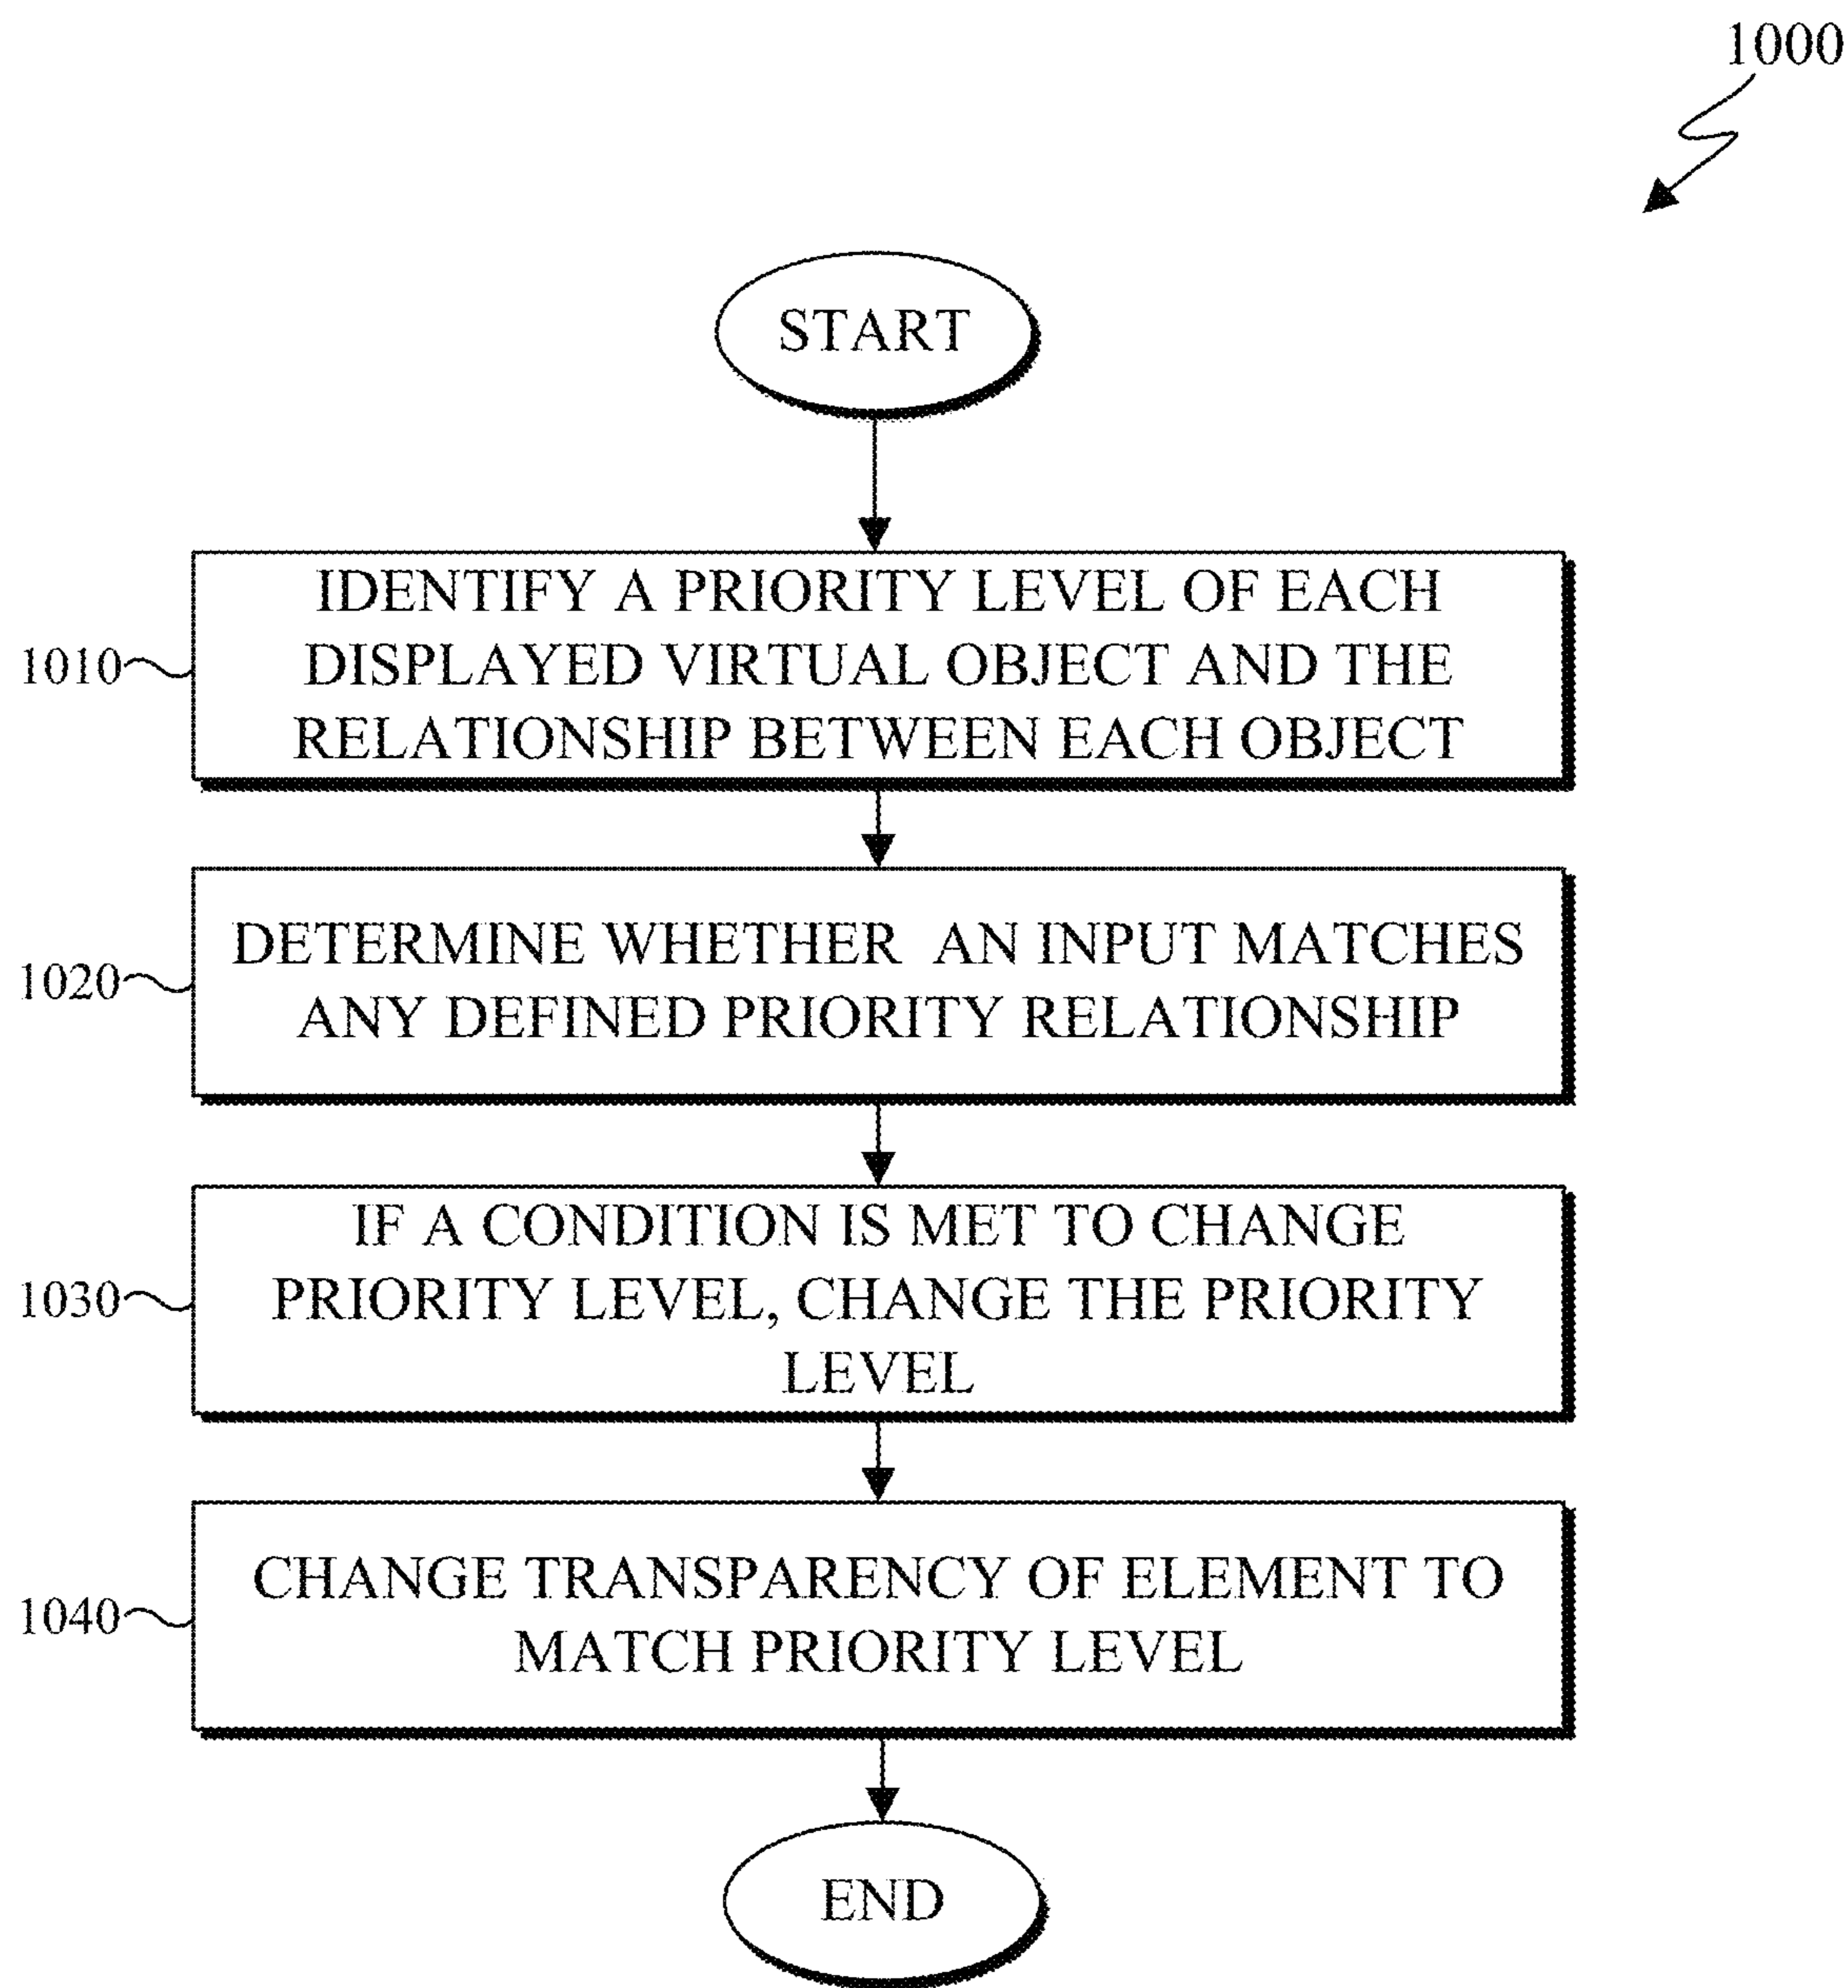 1000
START
1010
IDENTIFY A PRIORITY LEVEL OF EACH
DISPLAYED VIRTUAL OBJECT AND THE
RELATIONSHIP BETWEEN EACH OBJECT
1020
DETERMINE WHETHER AN INPUT MATCHES
ANY DEFINED PRIORITY RELATIONSHIP
1030
IF A CONDITION IS MET TO CHANGE
PRIORITY LEVEL, CHANGE THE PRIORITY
LEVEL
1040
CHANGE TRANSPARENCY OF ELEMENT TO
MATCH PRIORITY LEVEL
END